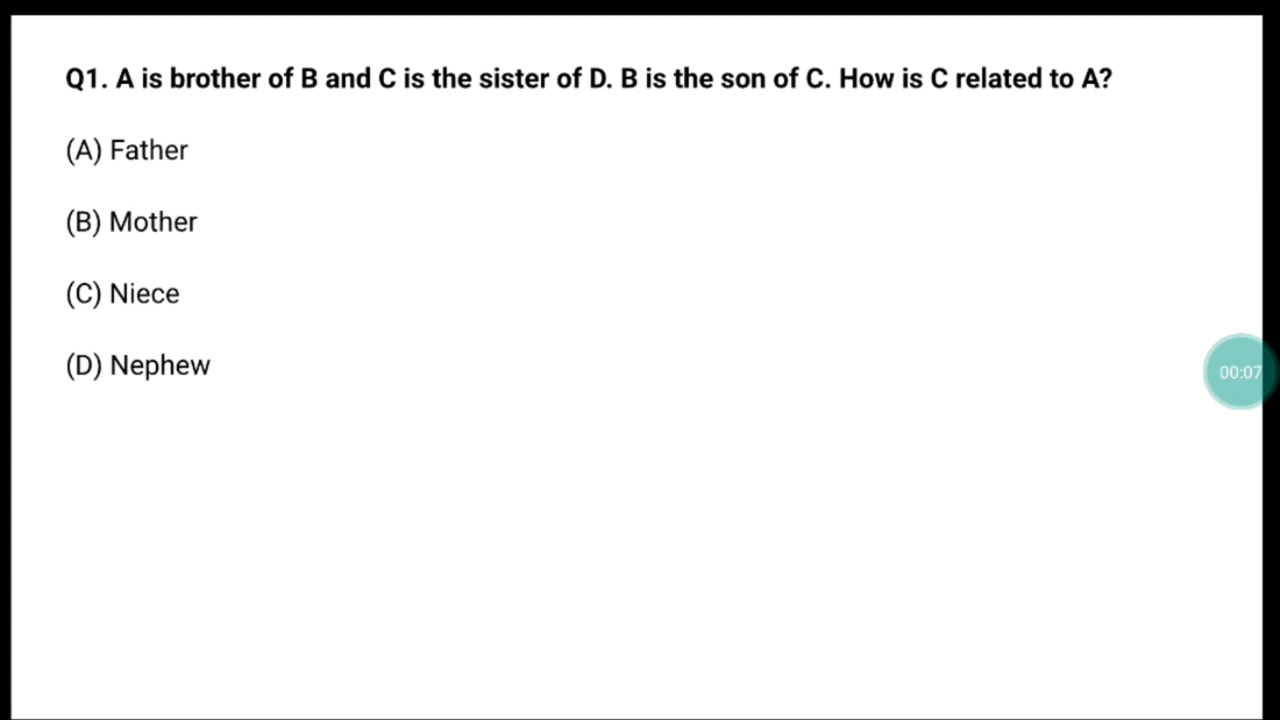 Q1. A is brother of B and C is the sister of D. B is the son of C. How is C related to A?
(A) Father
(B) Mother
(C) Niece
(D) Nephew
00:07